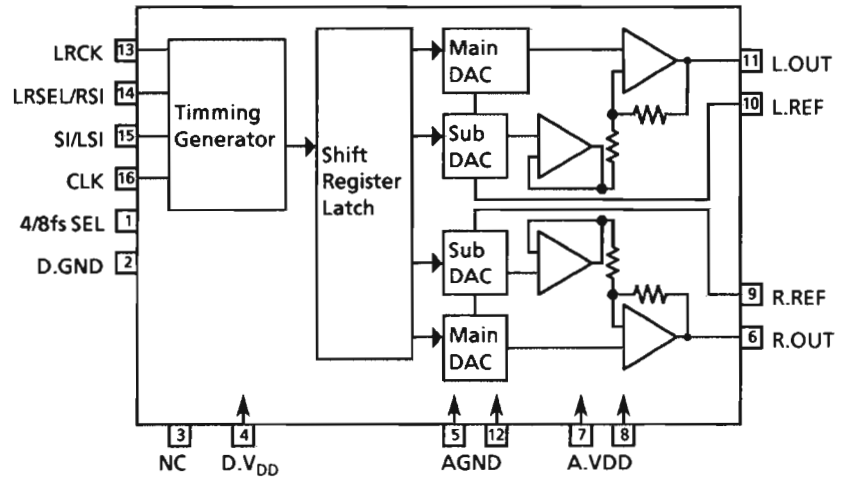 LRCK 13
LRSEL/RSI 14
SI/LSI 15
CLK 16
4/8fs SEL 1
D.GND 2
Timming
Generator
Shift
Register
Latch
Main
DAC
Sub
DAC
Sub
DAC
Main
DAC
11 L.OUT
10 L.REF
9 R.REF
6 R.OUT
3 4 5 12 7 8
NC D.VDD AGND A.VDD